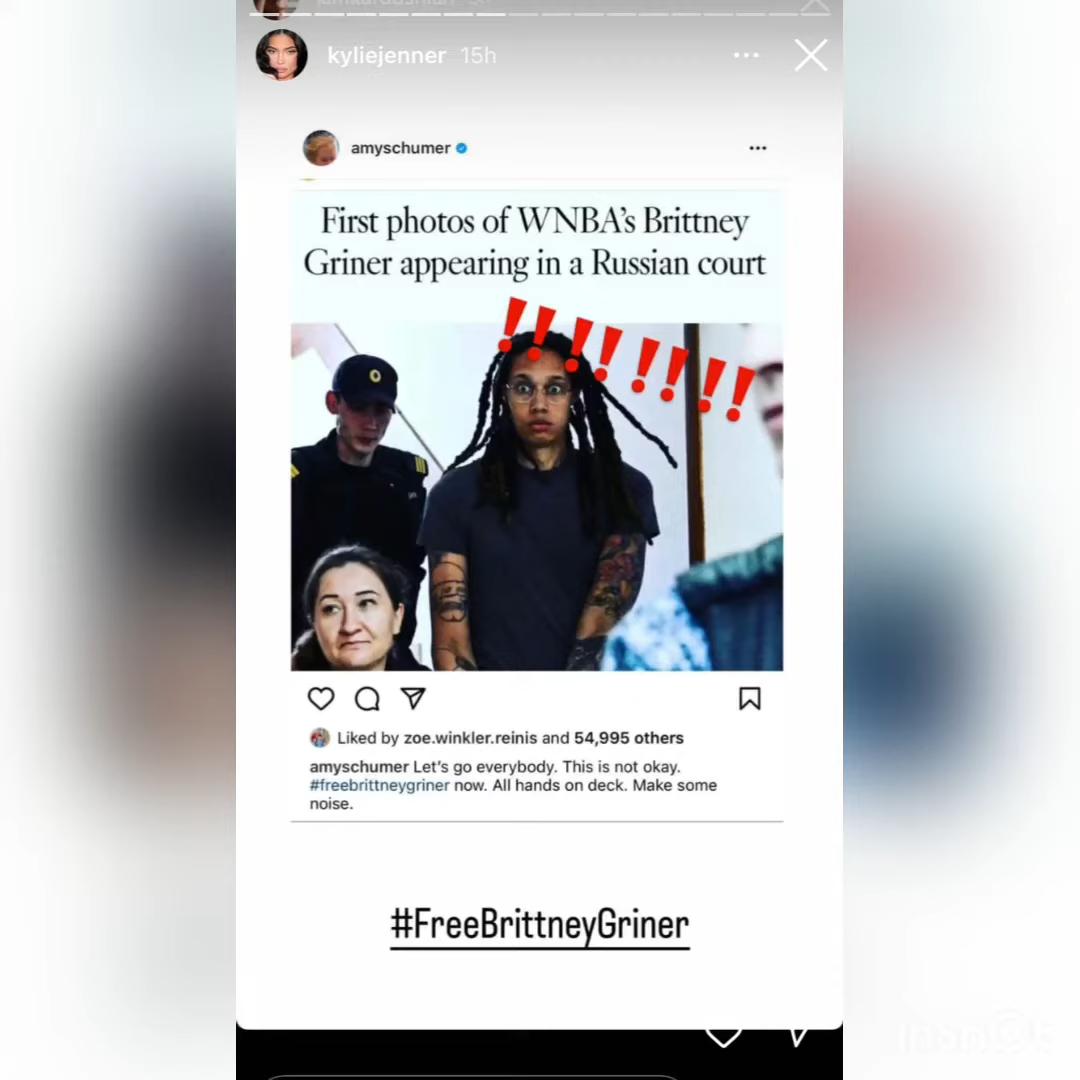 kyliejenner 15h
amyschumer
First photos of WNBA's Brittney
Griner appearing in a Russian court
!! !! !! !!
Liked by zoe.winkler.reinis and 54,995 others
amyschumer Let's go everybody. This is not okay.
#freebrittneygriner now. All hands on deck. Make some
noise.
#FreeBrittneyGriner